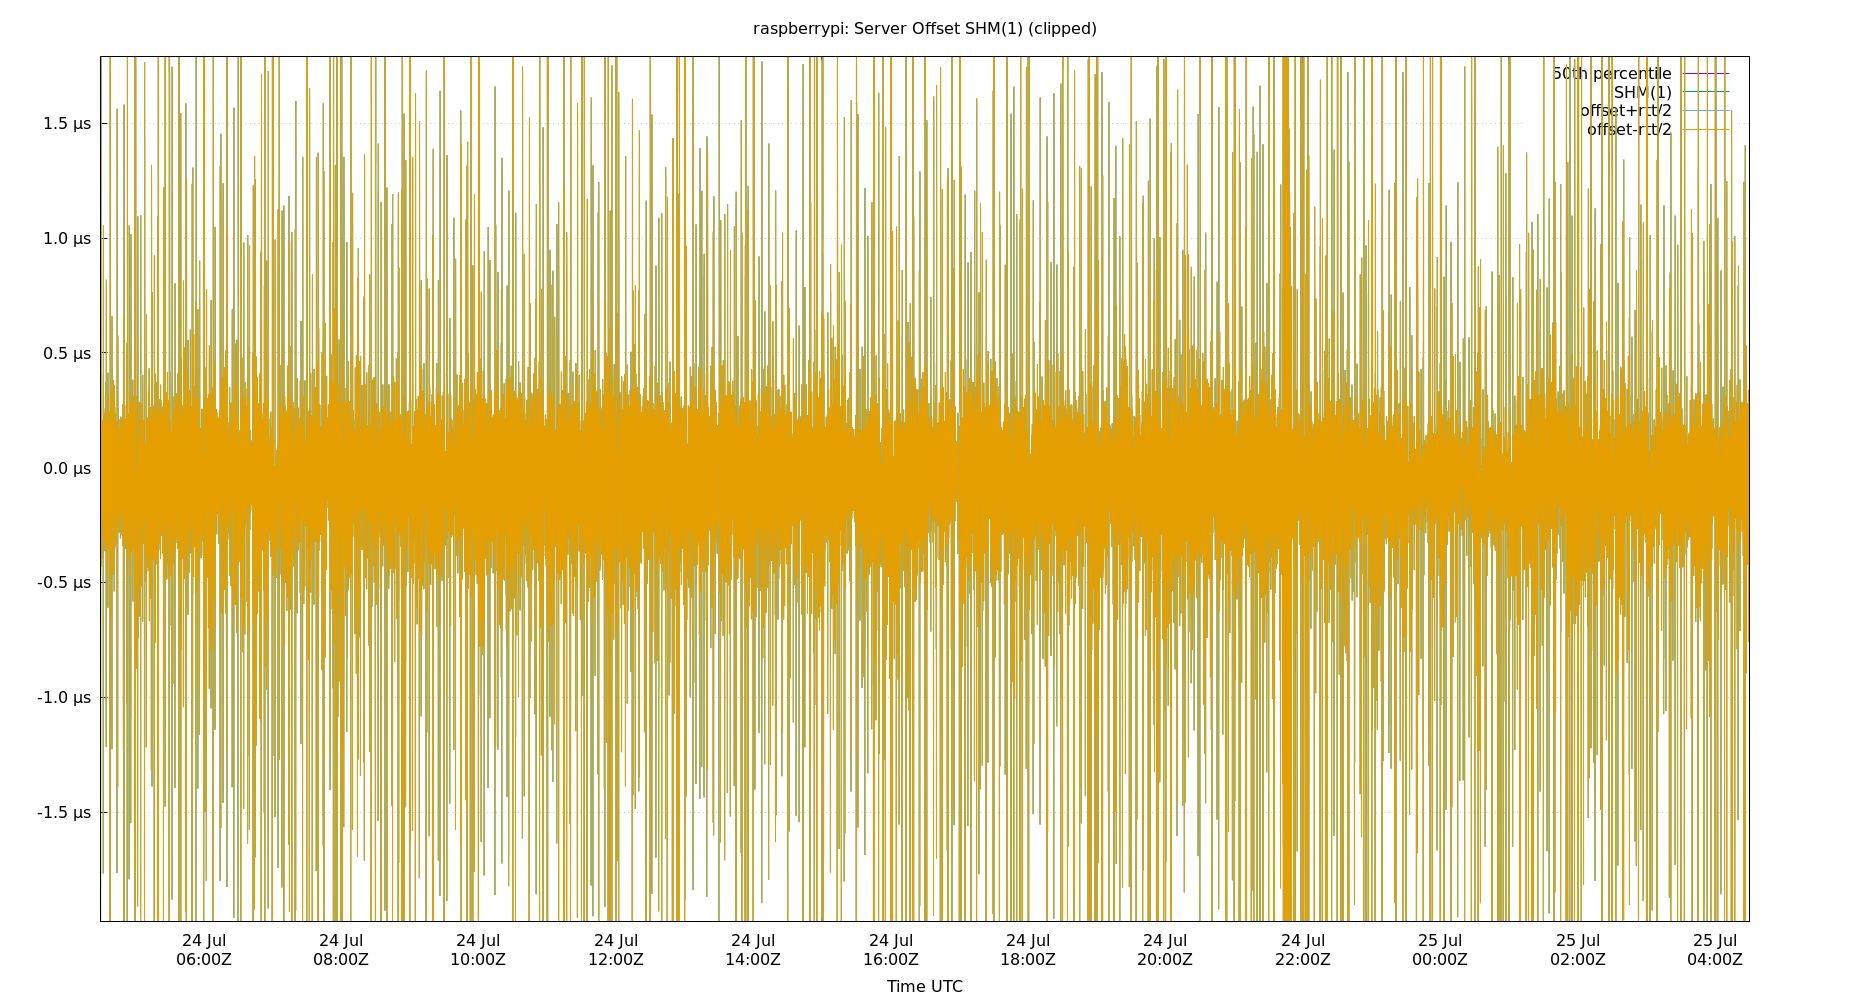 raspberrypi: Server Offset SHM(1) (clipped)
50th percentile
SHM(1)
offset+rtt/2
offset-rtt/2
1.5 µs
1.0 µs
0.5 µs
0.0 µs
-0.5 µs
-1.0 µs
-1.5 µs
24 Jul 24 Jul 24 Jul 24 Jul 24 Jul 24 Jul 24 Jul 24 Jul 24 Jul 25 Jul 25 Jul 25 Jul
06:00Z 08:00Z 10:00Z 12:00Z 14:00Z 16:00Z 18:00Z 20:00Z 22:00Z 00:00Z 02:00Z 04:00Z
Time UTC